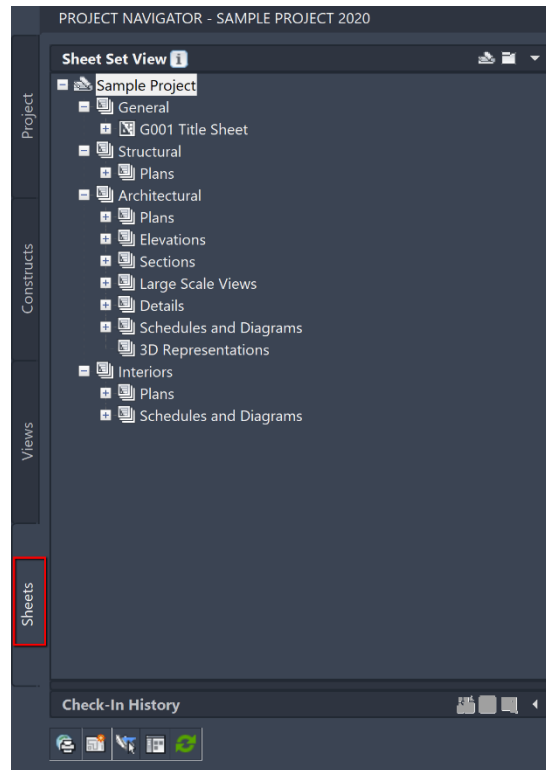 PROJECT NAVIGATOR - SAMPLE PROJECT 2020
Sheet Set View
Sample Project
General
G001 Title Sheet
Structural
Plans
Architectural
Plans
Elevations
Sections
Large Scale Views
Details
Schedules and Diagrams
3D Representations
Interiors
Plans
Schedules and Diagrams
Project
Constructs
Views
Sheets
Check-In History